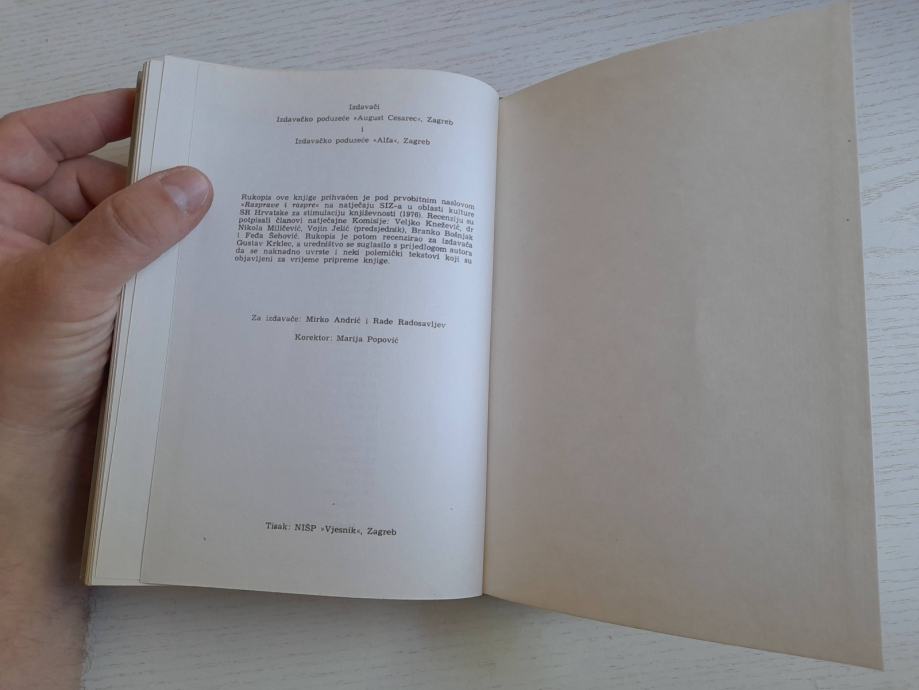 Izdavači
Izdavačko poduzeće »August Cesarec«, Zagreb
i
Izdavačko poduzeće »Alfa«, Zagreb
Rukopis ove knjige prihvaćen je pod prvobitnim naslovom
»Rasprave i raspre« na natječaju SIZ-a u oblasti kulture
SR Hrvatske za stimulaciju književnosti (1976). Recenziju su
potpisali članovi natječajne Komisije: Veljko Knežević, dr
Nikola Milićević, Vojin Jelić (predsjednik), Branko Bošnjak
i Feđa Šehović. Rukopis je potom recenzirao za izdavača
Gustav Krklec, a uredništvo se suglasilo s prijedlogom autora
da se naknadno uvrste i neki polemički tekstovi koji su
objavljeni za vrijeme pripreme knjige.
Za izdavače: Mirko Andrić i Rade Radosavljev
Korektor: Marija Popović
Tisak: NIŠP »Vjesnik«, Zagreb